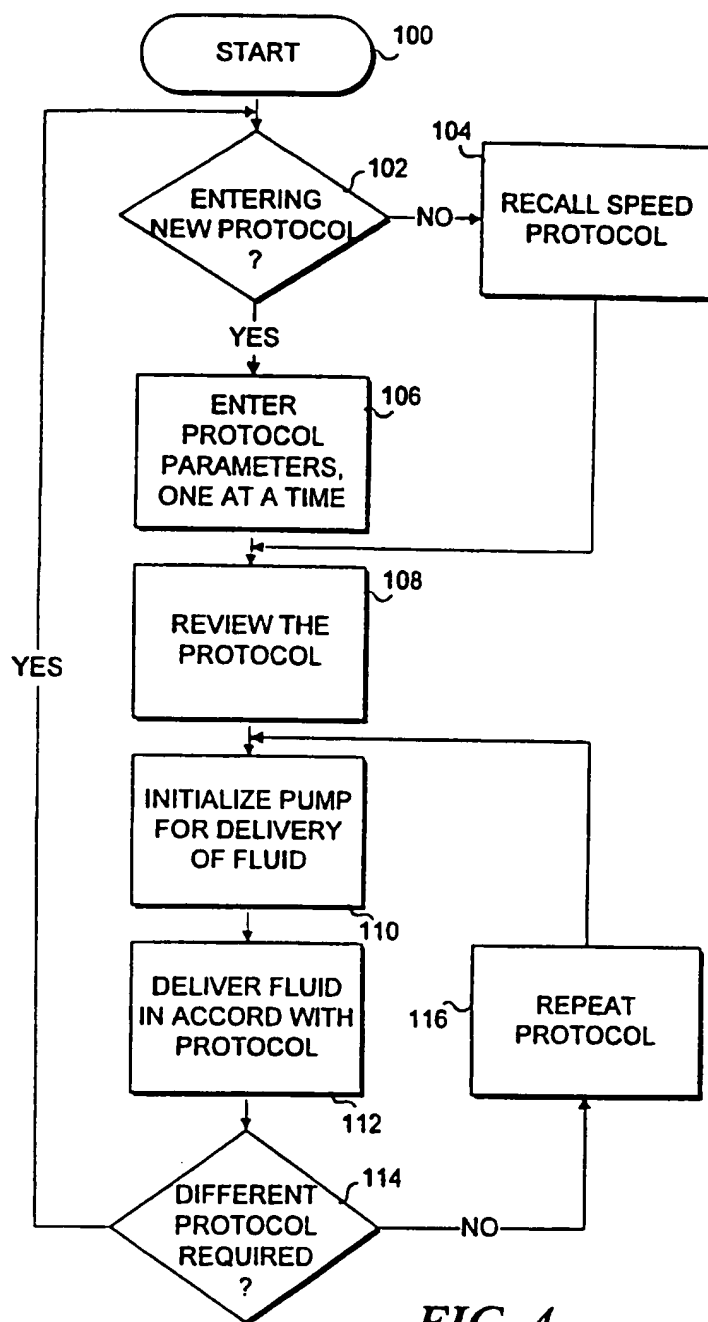 START
100
102
ENTERING
NEW PROTOCOL
?
NO
104
RECALL SPEED
PROTOCOL
YES
106
ENTER
PROTOCOL
PARAMETERS,
ONE AT A TIME
108
REVIEW THE
PROTOCOL
YES
INITIALIZE PUMP
FOR DELIVERY
OF FLUID
110
DELIVER FLUID
IN ACCORD WITH
PROTOCOL
112
116
REPEAT
PROTOCOL
114
DIFFERENT
PROTOCOL
REQUIRED
?
NO
FIG. 4